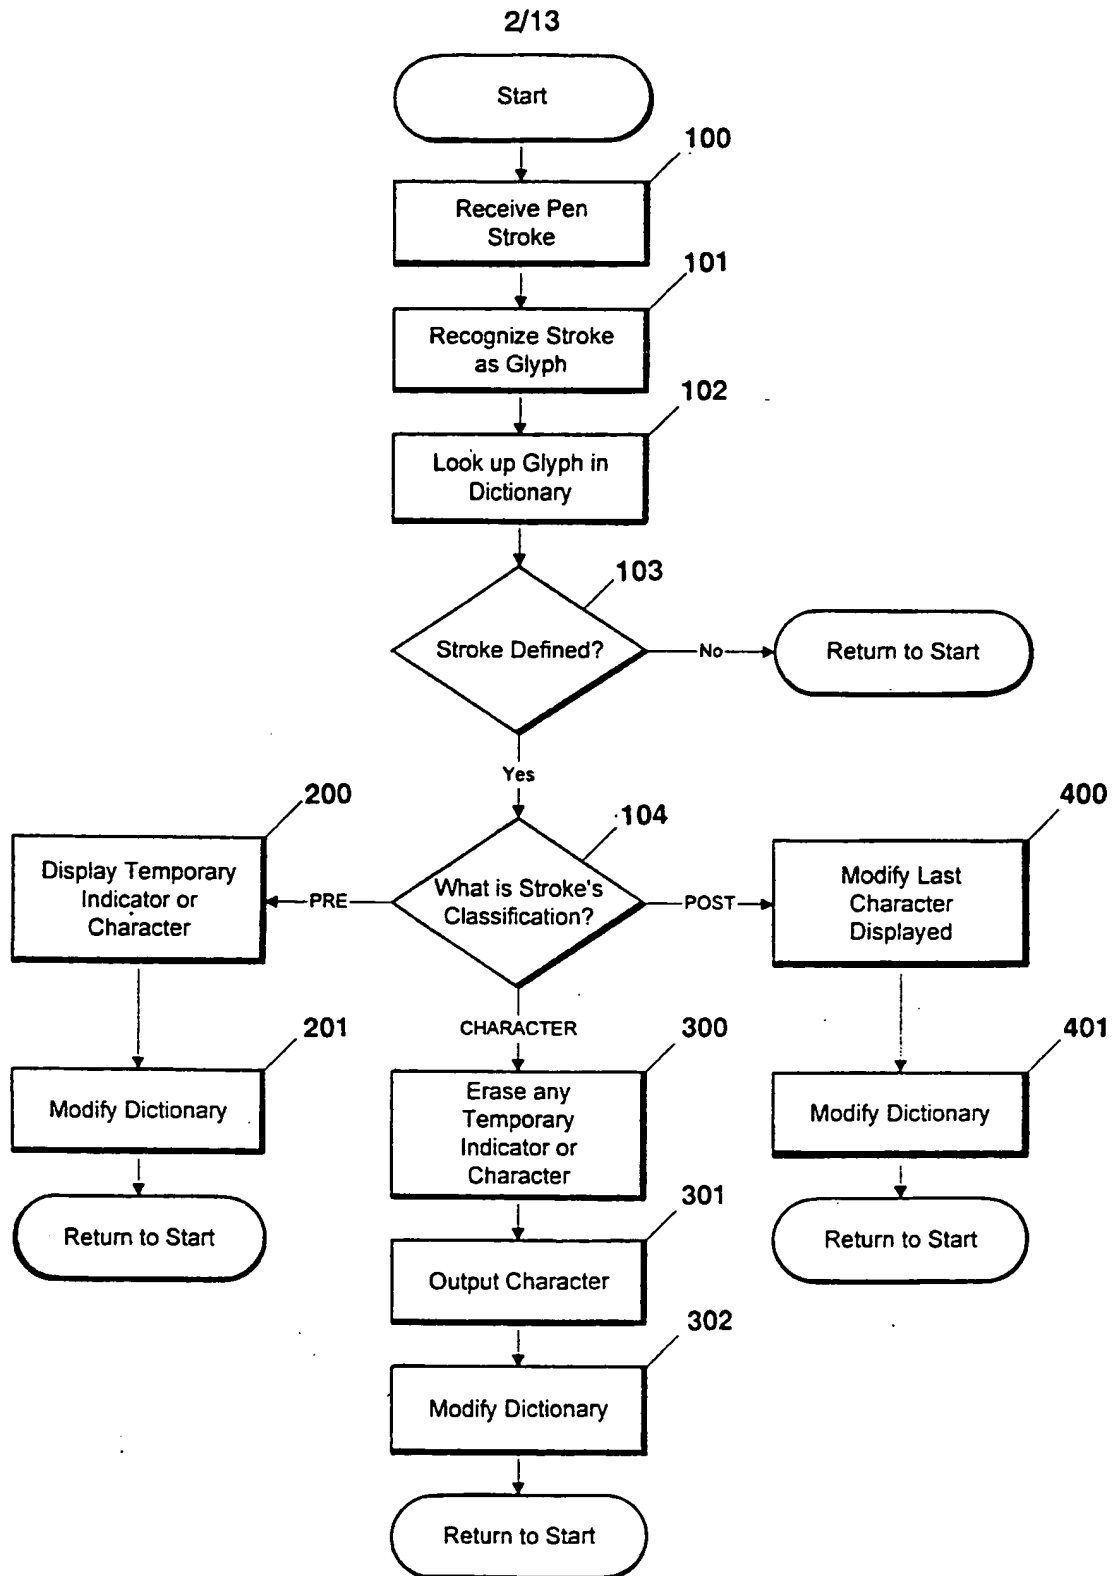 2/13
Start
100
Receive Pen
Stroke
101
Recognize Stroke
as Glyph
102
Look up Glyph in
Dictionary
103
Stroke Defined?
No
Return to Start
Yes
104
What is Stroke's
Classification?
PRE
200
Display Temporary
Indicator or
Character
201
Modify Dictionary
Return to Start
CHARACTER
300
Erase any
Temporary
Indicator or
Character
301
Output Character
302
Modify Dictionary
Return to Start
POST
400
Modify Last
Character
Displayed
401
Modify Dictionary
Return to Start